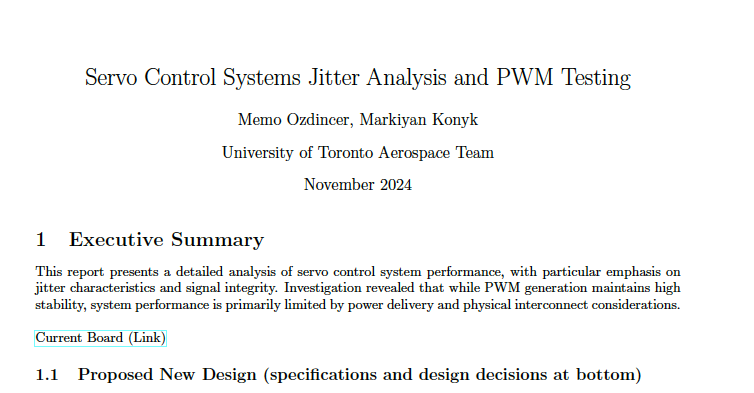 Servo Control Systems Jitter Analysis and PWM Testing
Memo Ozdincer, Markiyan Konyk
University of Toronto Aerospace Team
November 2024
1 Executive Summary
This report presents a detailed analysis of servo control system performance, with particular emphasis on
jitter characteristics and signal integrity. Investigation revealed that while PWM generation maintains high
stability, system performance is primarily limited by power delivery and physical interconnect considerations.
Current Board (Link)
1.1 Proposed New Design (specifications and design decisions at bottom)